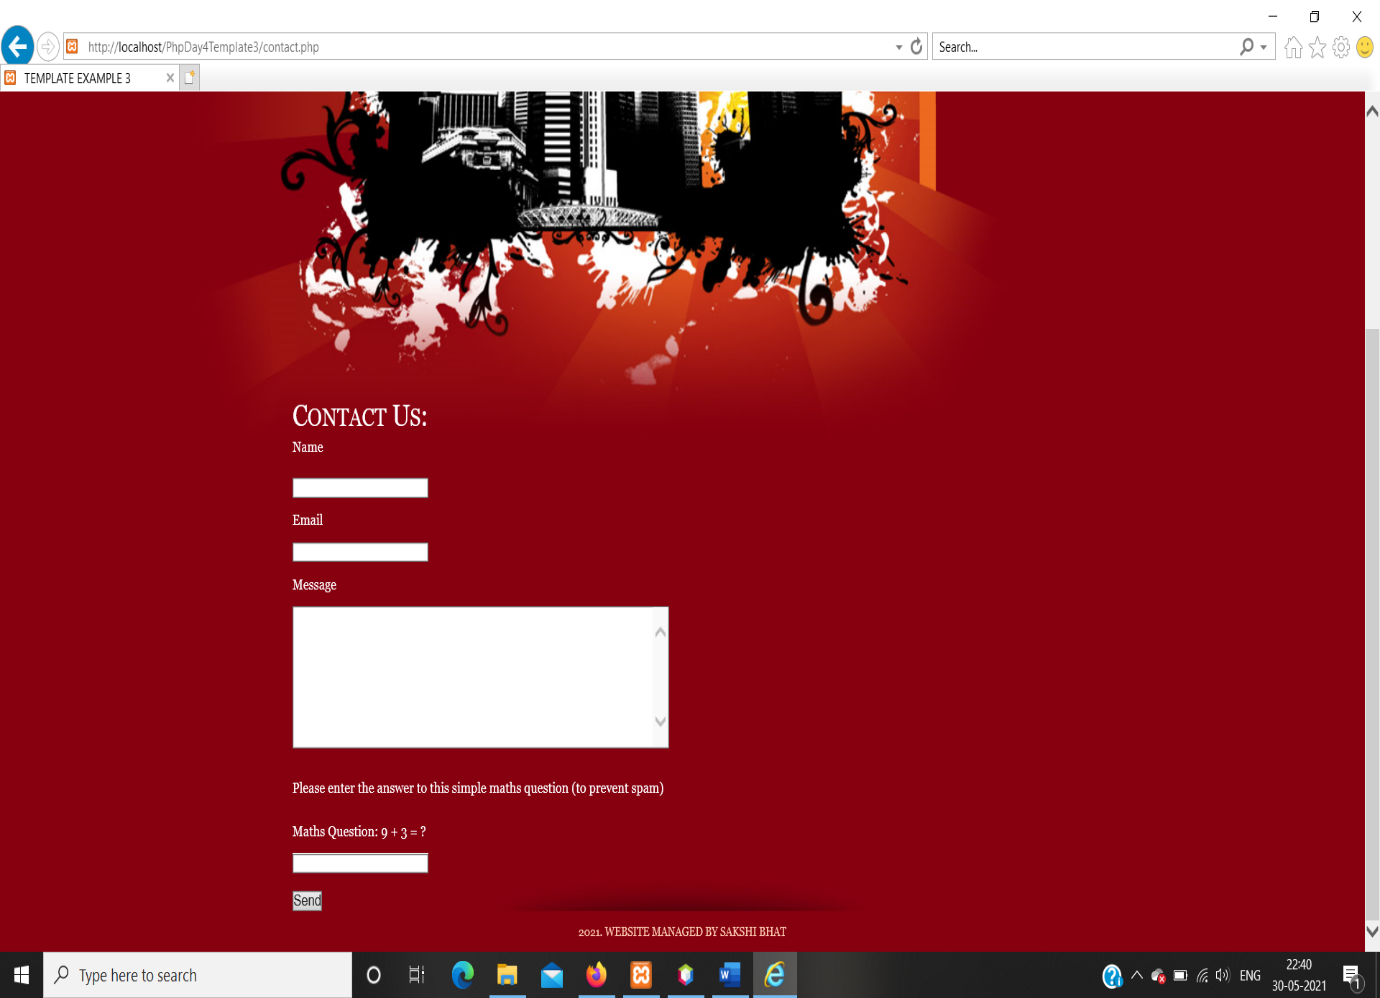 http://localhost/PhpDay4Template3/contact.php
Search...
TEMPLATE EXAMPLE 3
CONTACT US:
Name
Email
Message
Please enter the answer to this simple maths question (to prevent spam)
Maths Question: 9 + 3 = ?
Send
2021. WEBSITE MANAGED BY SAKSHI BHAT
Type here to search
ENG
22:40
30-05-2021
1